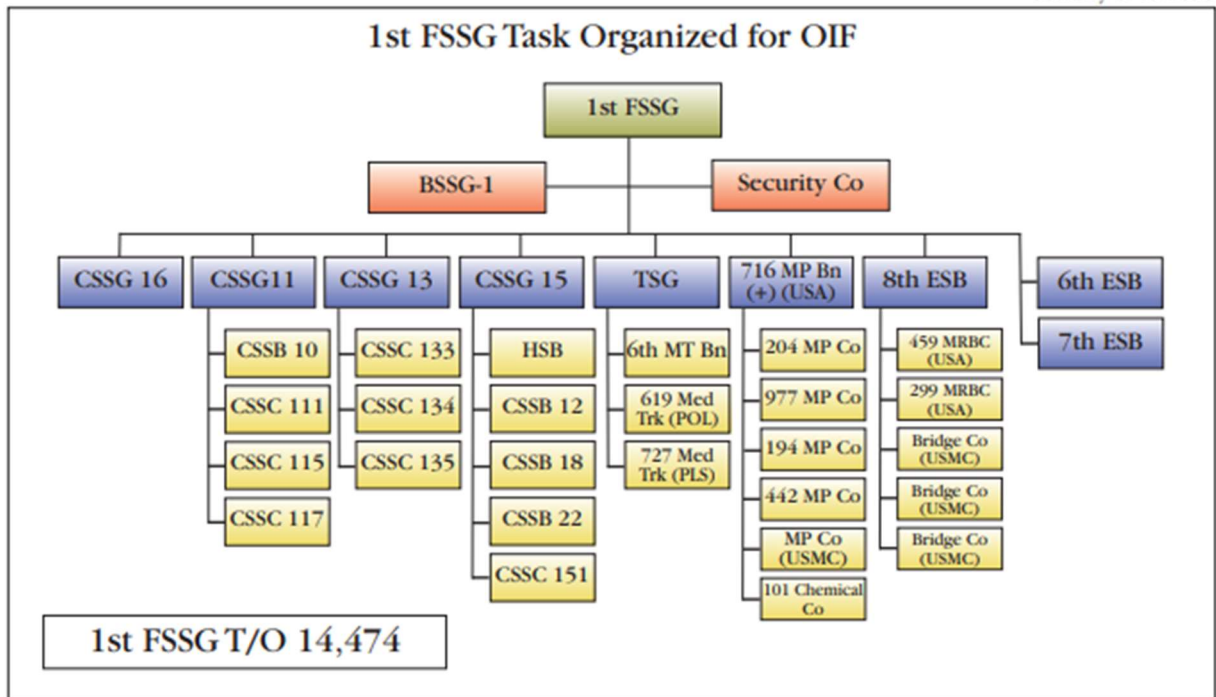 1st FSSG Task Organized for OIF
1st FSSG
BSSG-1
Security Co
CSSG 16
CSSG11
CSSG 13
CSSG 15
TSG
716 MP Bn
(+) (USA)
8th ESB
6th ESB
7th ESB
CSSB 10
CSSC 111
CSSC 115
CSSC 117
CSSC 133
CSSC 134
CSSC 135
HSB
CSSB 12
CSSB 18
CSSB 22
CSSC 151
6th MT Bn
619 Med
Trk (POL)
727 Med
Trk (PLS)
204 MP Co
977 MP Co
194 MP Co
442 MP Co
MP Co
(USMC)
101 Chemical
Co
459 MRBC
(USA)
299 MRBC
(USA)
Bridge Co
(USMC)
Bridge Co
(USMC)
Bridge Co
(USMC)
1st FSSG T/O 14,474